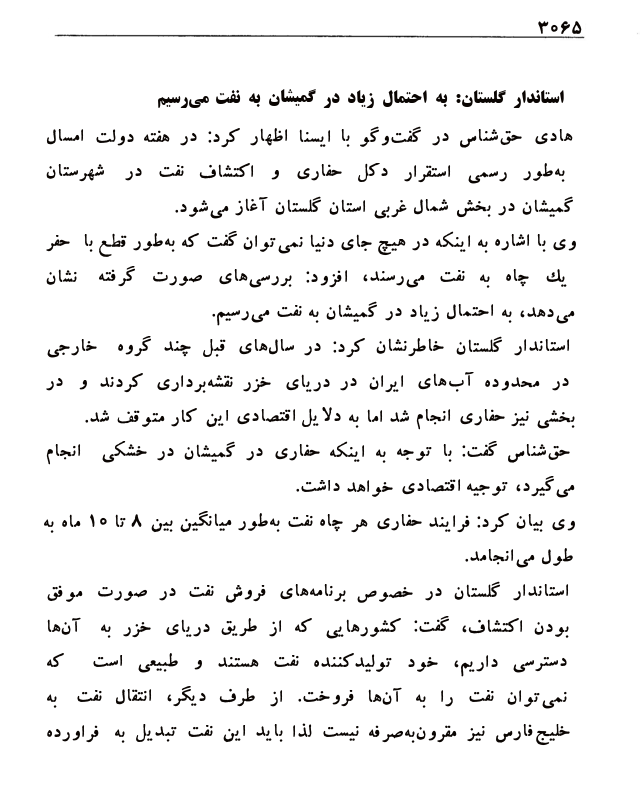 ۳۰۶۵
استاندار گلستان: به احتمال زیاد در گمیشان به نفت می‌رسیم
هادی حق‌شناس در گفت‌وگو با ایسنا اظهار کرد: در هفته دولت امسال
به‌طور رسمی استقرار دکل حفاری و اکتشاف نفت در شهرستان
گمیشان در بخش شمال غربی استان گلستان آغاز می‌شود.
وی با اشاره به اینکه در هیچ جای دنیا نمی‌توان گفت که به‌طور قطع با حفر
یك چاه به نفت می‌رسند، افزود: بررسی‌های صورت گرفته نشان
می‌دهد، به احتمال زیاد در گمیشان به نفت می‌رسیم.
استاندار گلستان خاطرنشان کرد: در سال‌های قبل چند گروه خارجی
در محدوده آب‌های ایران در دریای خزر نقشه‌برداری کردند و در
بخشی نیز حفاری انجام شد اما به دلایل اقتصادی این کار متوقف شد.
حق‌شناس گفت: با توجه به اینکه حفاری در گمیشان در خشکی انجام
می‌گیرد، توجیه اقتصادی خواهد داشت.
وی بیان کرد: فرایند حفاری هر چاه نفت به‌طور میانگین بین ۸ تا ۱۰ ماه به
طول می‌انجامد.
استاندار گلستان در خصوص برنامه‌های فروش نفت در صورت موفق
بودن اکتشاف، گفت: کشورهایی که از طریق دریای خزر به آن‌ها
دسترسی داریم، خود تولیدکننده نفت هستند و طبیعی است که
نمی‌توان نفت را به آن‌ها فروخت. از طرف دیگر، انتقال نفت به
خلیج‌فارس نیز مقرون‌به‌صرفه نیست لذا باید این نفت تبدیل به فراورده